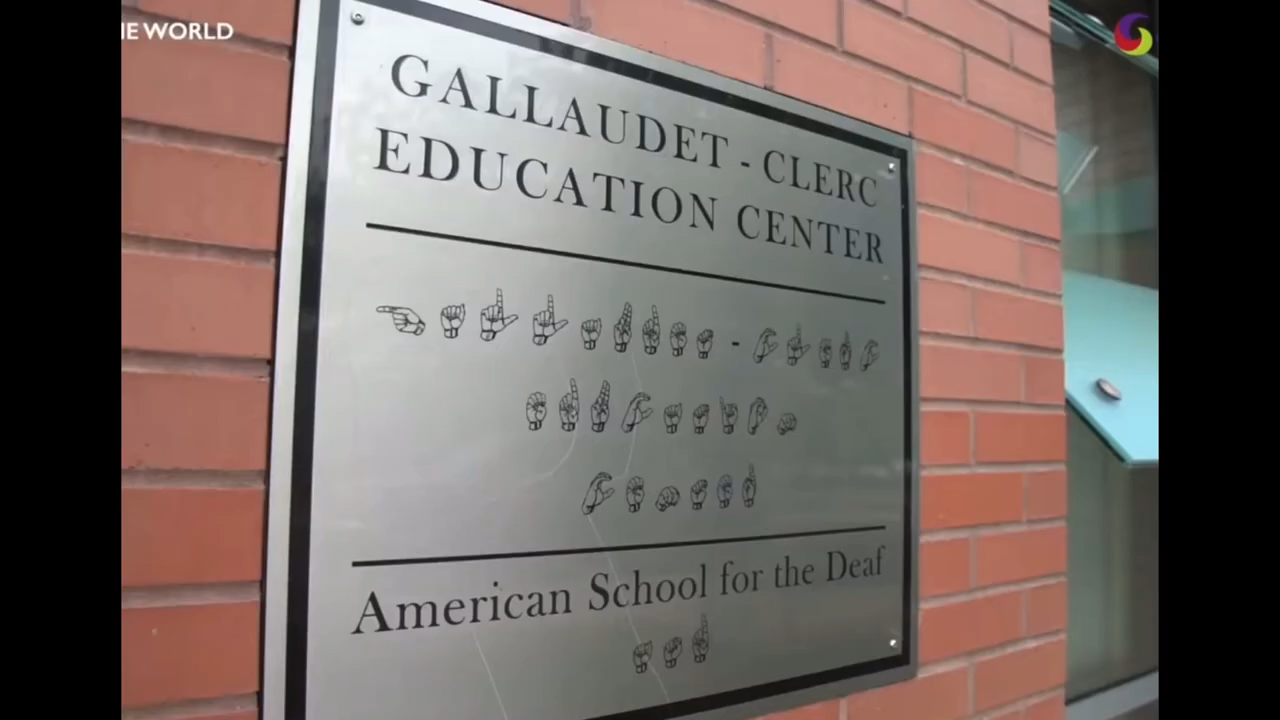 HE WORLD
GALLAUDET - CLERC
EDUCATION CENTER
American School for the Deaf